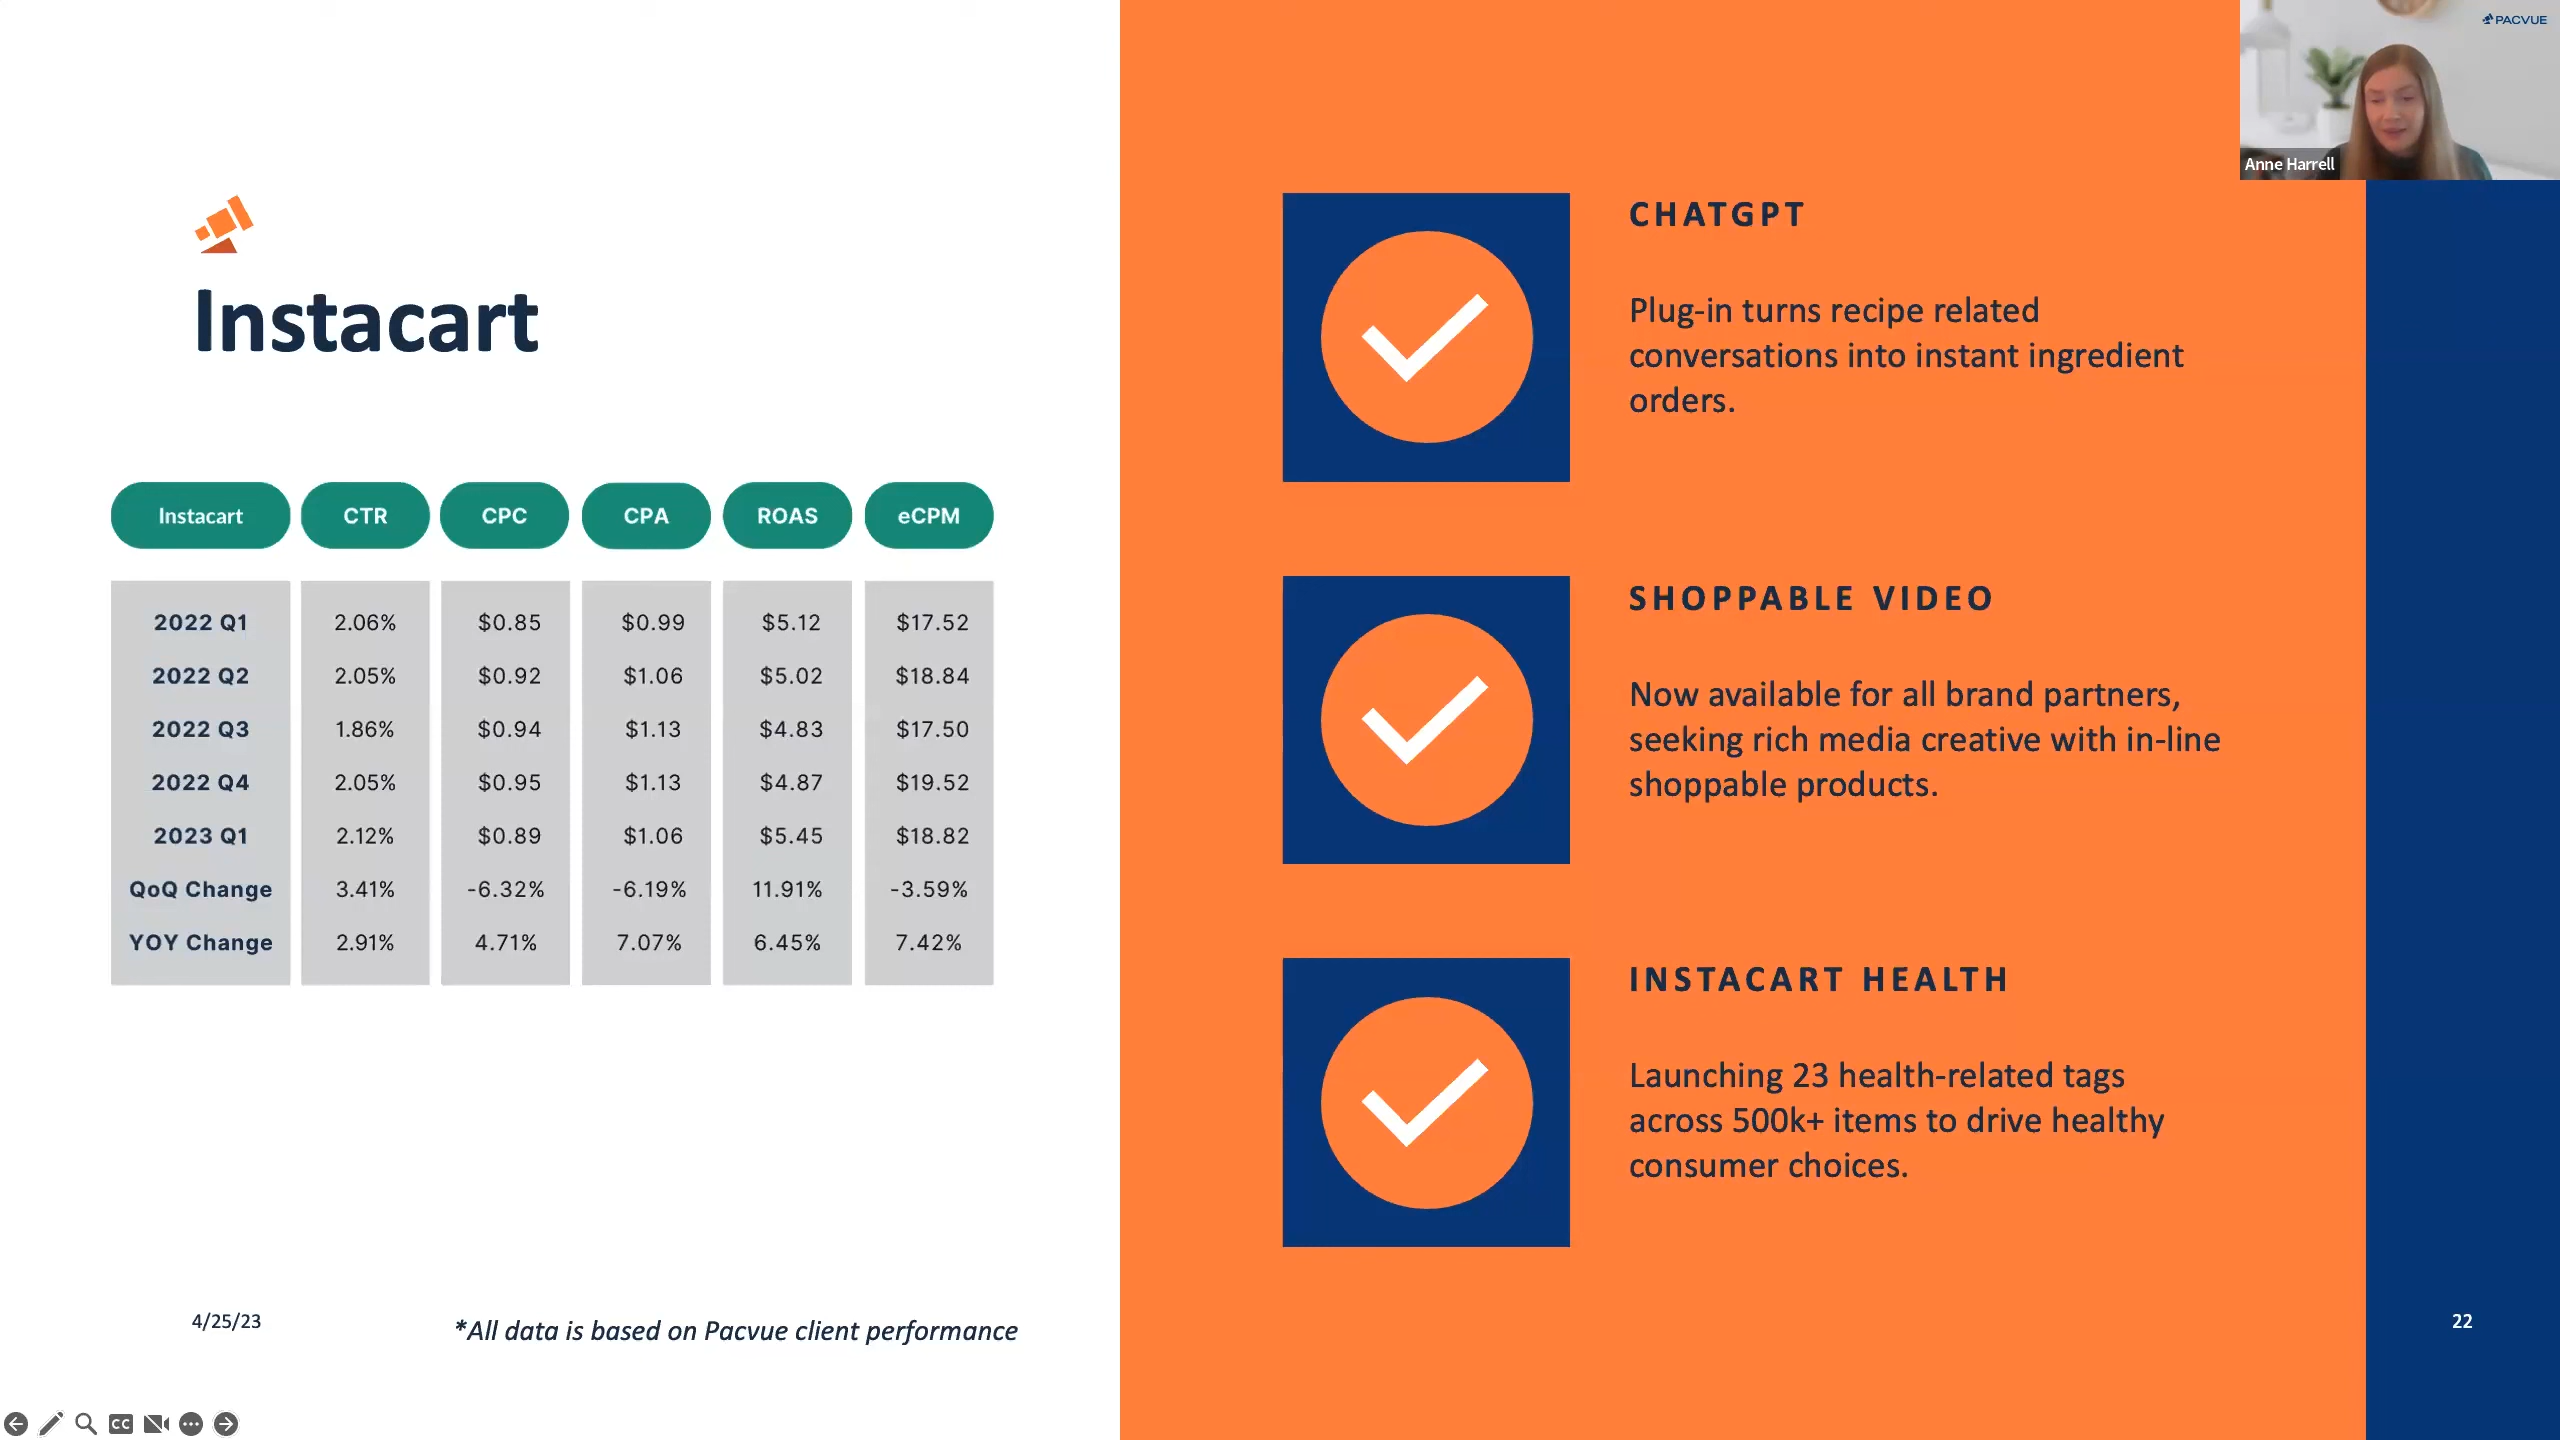 PACVUE
Anne Harrell
Instacart
Instacart CTR CPC CPA ROAS eCPM
2022 Q1 2.06% $0.85 $0.99 $5.12 $17.52
2022 Q2 2.05% $0.92 $1.06 $5.02 $18.84
2022 Q3 1.86% $0.94 $1.13 $4.83 $17.50
2022 Q4 2.05% $0.95 $1.13 $4.87 $19.52
2023 Q1 2.12% $0.89 $1.06 $5.45 $18.82
QoQ Change 3.41% -6.32% -6.19% 11.91% -3.59%
YOY Change 2.91% 4.71% 7.07% 6.45% 7.42%
4/25/23
*All data is based on Pacvue client performance
CHATGPT
Plug-in turns recipe related
conversations into instant ingredient
orders.
SHOPPABLE VIDEO
Now available for all brand partners,
seeking rich media creative with in-line
shoppable products.
INSTACART HEALTH
Launching 23 health-related tags
across 500k+ items to drive healthy
consumer choices.
22
CC